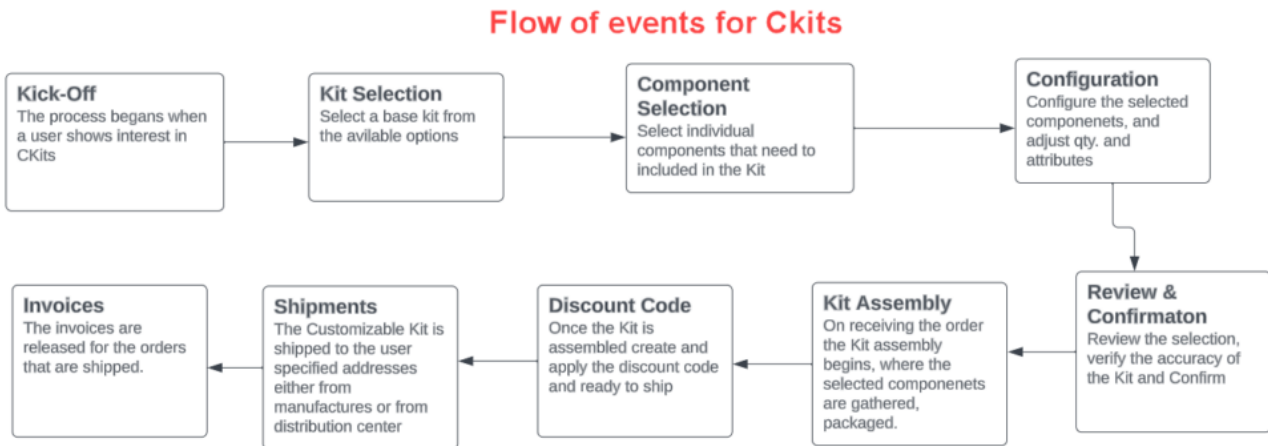 Flow of events for Ckits
Kick-Off
The process begans when
a user shows interest in
CKits
Kit Selection
Select a base kit from
the avilable options
Component
Selection
Select individual
components that need to
included in the Kit
Configuration
Configure the selected
componenets, and
adjust qty. and
attributes
Review &
Confirmaton
Review the selection,
verify the accuracy of
the Kit and Confirm
Kit Assembly
On receiving the order
the Kit assembly
begins, where the
selected componenets
are gathered,
packaged.
Discount Code
Once the Kit is
assembled create and
apply the discount code
and ready to ship
Shipments
The Customizable Kit is
shipped to the user
specified addresses
either from
manufactures or from
distribution center
Invoices
The invoices are
released for the orders
that are shipped.